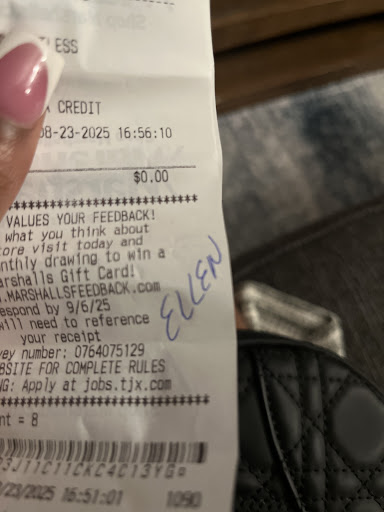 ESS
CREDIT
08-23-2025 16:56:10
$0.00
VALUES YOUR FEEDBACK!
what you think about
ore visit today and
nthly drawing to win a
arshalls Gift Card!
.MARSHALLSFEEDBACK.com
espond by 9/6/25
will need to reference
your receipt
vey number: 0764075129
BSITE FOR COMPLETE RULES
NG: Apply at jobs.tjx.com
ELLEN
nt = 8
/23/2025 16:51:01 1090